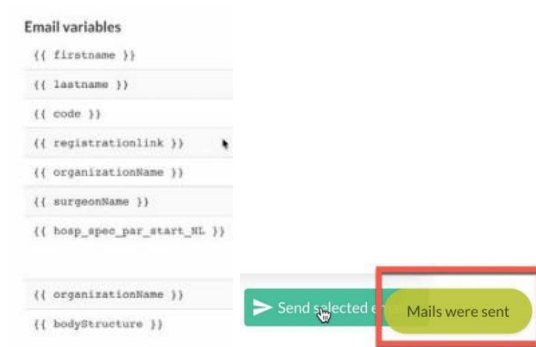 Email variables
{{ firstname }}
{{ lastname }}
{{ code }}
{{ registrationlink }}
{{ organizationName }}
{{ surgeonName }}
{{ hosp_spec_par_start_NL }}
{{ organizationName }}
{{ bodyStructure }}
Send selected
Mails were sent